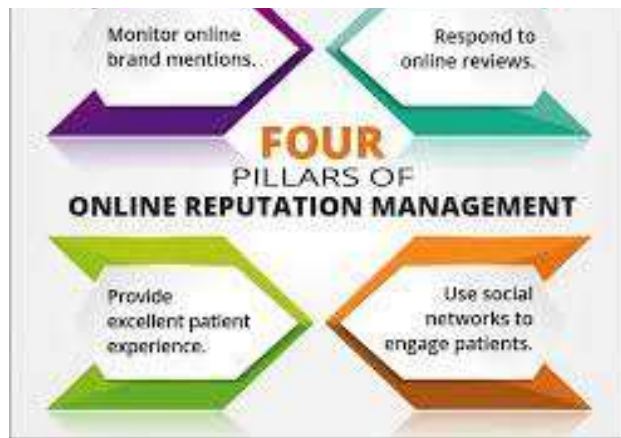 Monitor online
brand mentions.
Respond to
online reviews.
FOUR
PILLARS OF
ONLINE REPUTATION MANAGEMENT
Provide
excellent patient
experience.
Use social
networks to
engage patients.